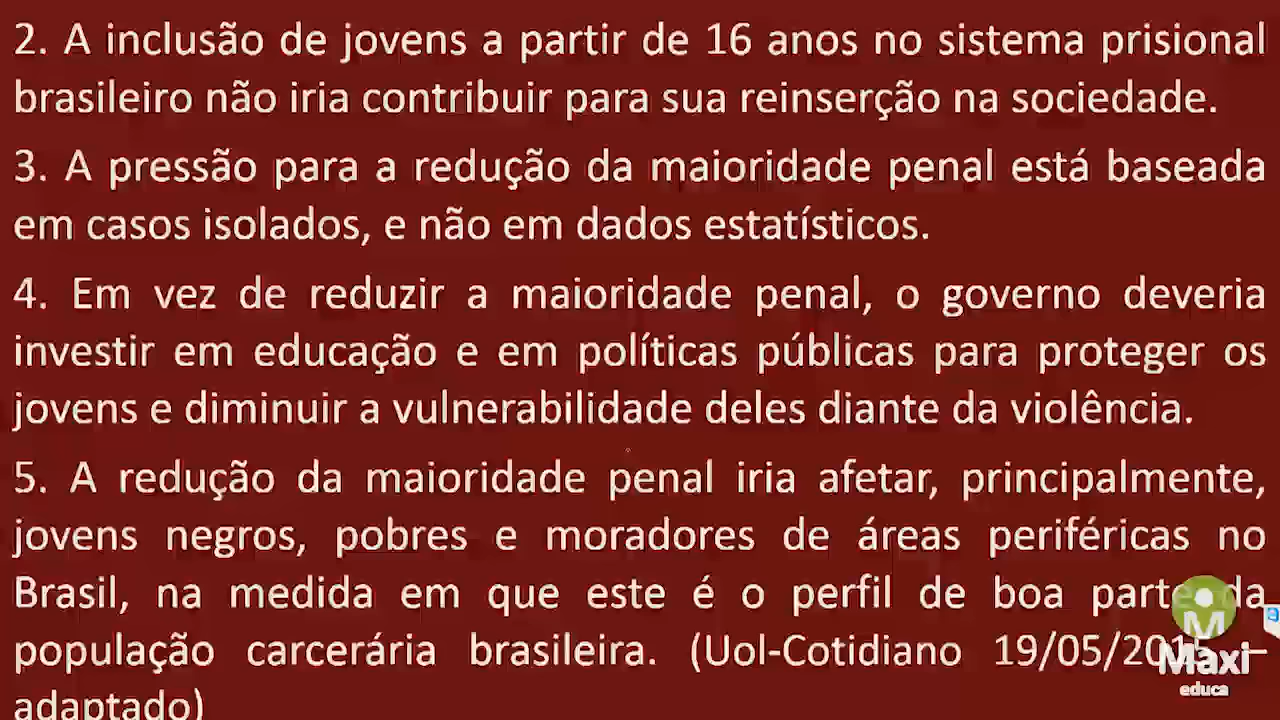 2. A inclusão de jovens a partir de 16 anos no sistema prisional
brasileiro não iria contribuir para sua reinserção na sociedade.
3. A pressão para a redução da maioridade penal está baseada
em casos isolados, e não em dados estatísticos.
4. Em vez de reduzir a maioridade penal, o governo deveria
investir em educação e em políticas públicas para proteger os
jovens e diminuir a vulnerabilidade deles diante da violência.
5. A redução da maioridade penal iria afetar, principalmente,
jovens negros, pobres e moradores de áreas periféricas no
Brasil, na medida em que este é o perfil de boa parte da
população carcerária brasileira. (Uol-Cotidiano 19/05/2015 –
adaptado)
M
Maxi
educa